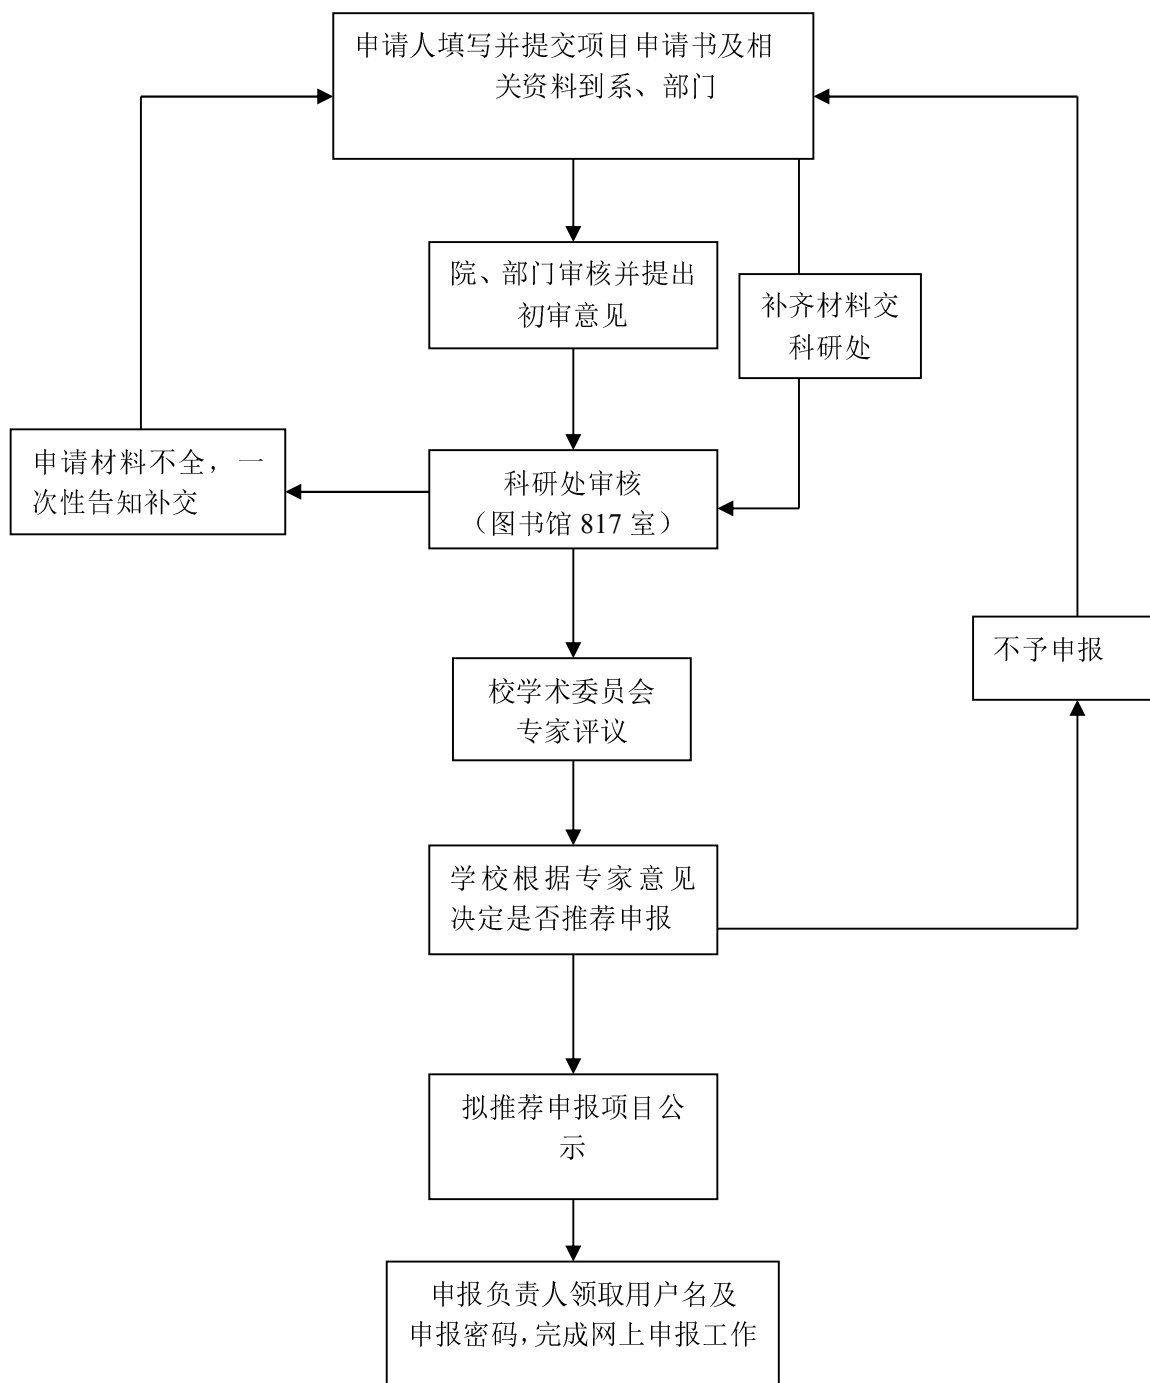 申请人填写并提交项目申请书及相
关资料到系、部门
院、部门审核并提出
初审意见
补齐材料交
科研处
申请材料不全，一
次性告知补交
科研处审核
（图书馆 817 室）
不予申报
校学术委员会
专家评议
学校根据专家意见
决定是否推荐申报
拟推荐申报项目公
示
申报负责人领取用户名及
申报密码,完成网上申报工作